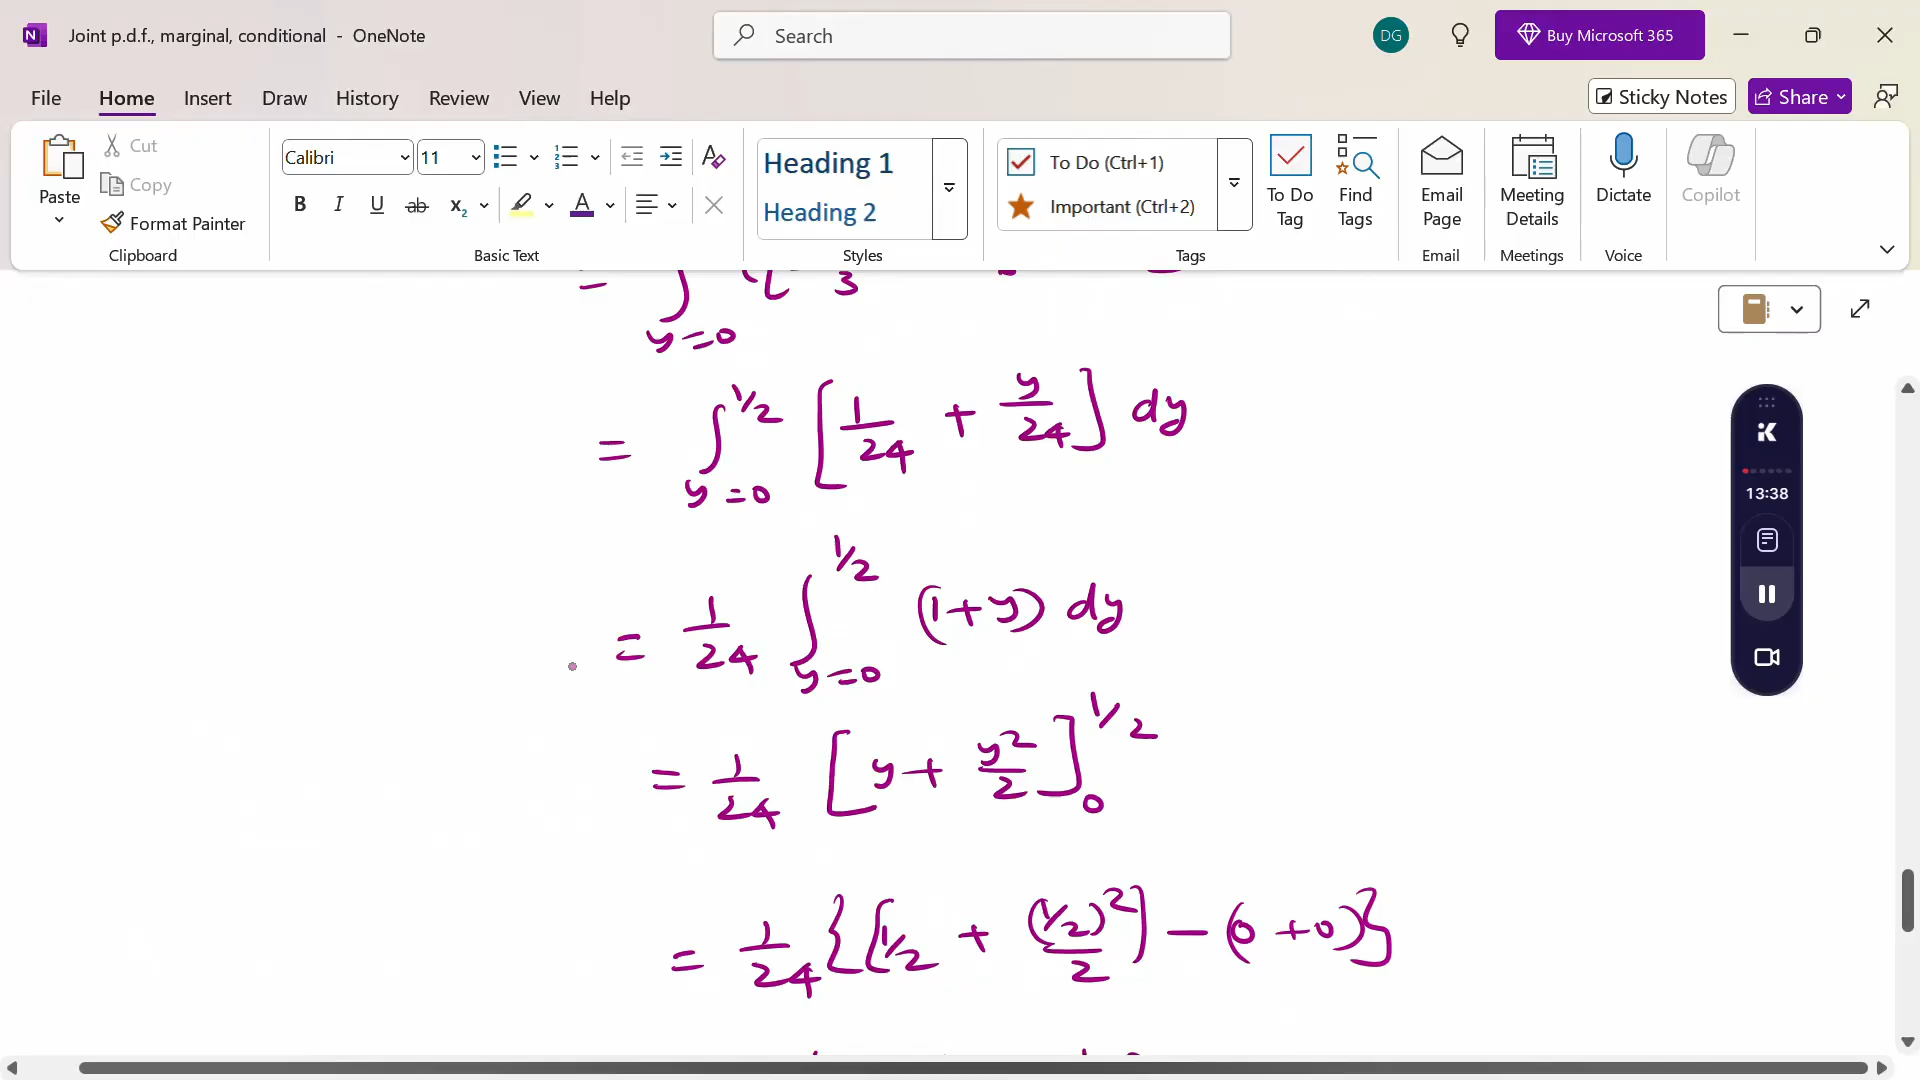 Joint p.d.f., marginal, conditional - OneNote
Search
DG
Buy Microsoft 365
File Home Insert Draw History Review View Help
Sticky Notes
Share
Paste
Cut
Copy
Format Painter
Clipboard
Calibri 11
B I U ab x₂ A
Basic Text
Heading 1
Heading 2
Styles
To Do (Ctrl+1)
Important (Ctrl+2)
To Do Tag
Find Tags
Tags
Email Page
Email
Meeting Details
Meetings
Dictate
Voice
Copilot
13:38
= ∫ 3
y=0
= ∫_{y=0}^{1/2} [1/24 + y/24] dy
= 1/24 ∫_{y=0}^{1/2} (1+y) dy
= 1/24 [y + y²/2]_0^{1/2}
= 1/24 {[1/2 + (1/2)²/2] - (0+0)}